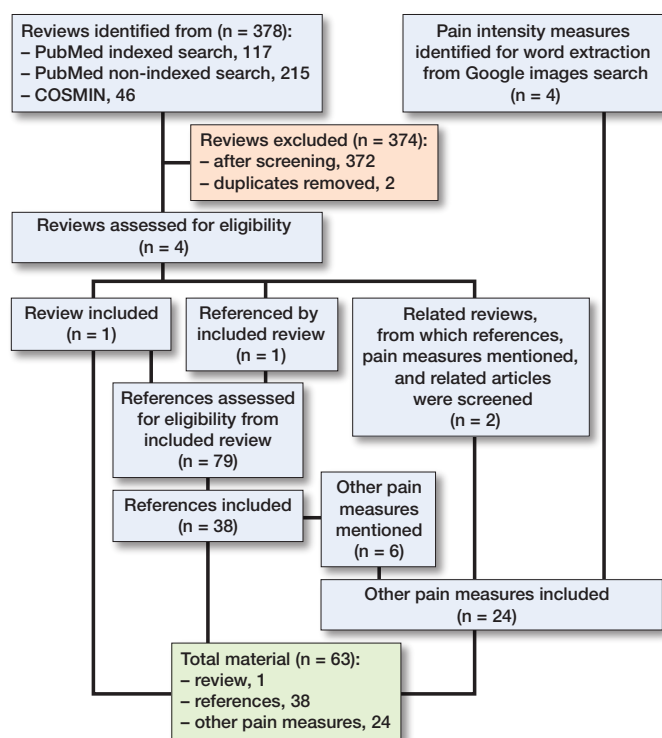 Reviews identified from (n = 378):
– PubMed indexed search, 117
– PubMed non-indexed search, 215
– COSMIN, 46
Pain intensity measures
identified for word extraction
from Google images search
(n = 4)
Reviews excluded (n = 374):
– after screening, 372
– duplicates removed, 2
Reviews assessed for eligibility
(n = 4)
Review included
(n = 1)
Referenced by
included review
(n = 1)
Related reviews,
from which references,
pain measures mentioned,
and related articles
were screened
(n = 2)
References assessed
for eligibility from
included review
(n = 79)
References included
(n = 38)
Other pain
measures
mentioned
(n = 6)
Other pain measures included
(n = 24)
Total material (n = 63):
– review, 1
– references, 38
– other pain measures, 24